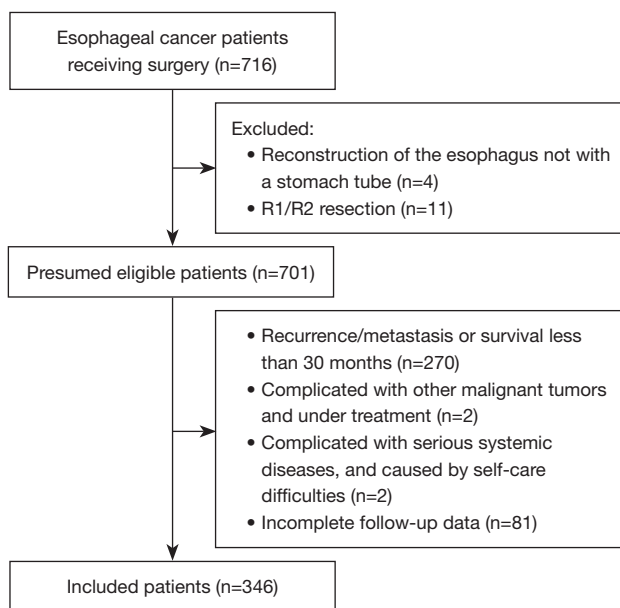 Esophageal cancer patients
receiving surgery (n=716)
Excluded:
• Reconstruction of the esophagus not with
a stomach tube (n=4)
• R1/R2 resection (n=11)
Presumed eligible patients (n=701)
• Recurrence/metastasis or survival less
than 30 months (n=270)
• Complicated with other malignant tumors
and under treatment (n=2)
• Complicated with serious systemic
diseases, and caused by self-care
difficulties (n=2)
• Incomplete follow-up data (n=81)
Included patients (n=346)